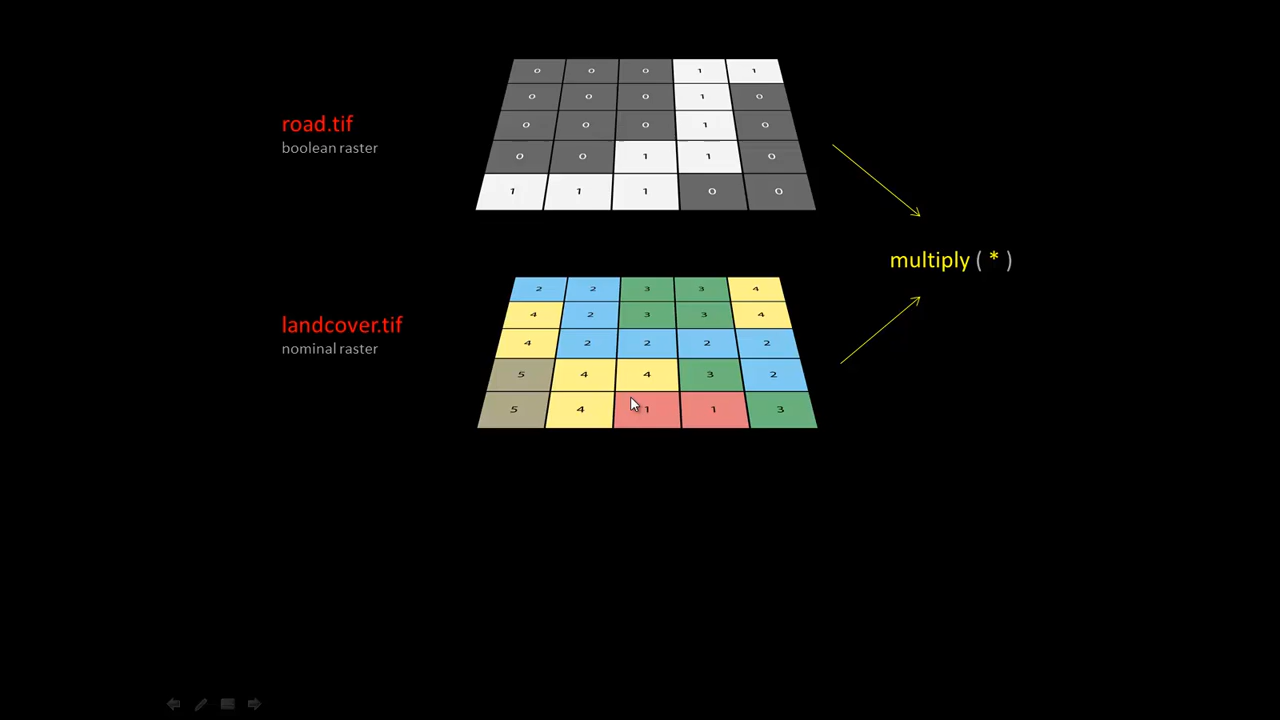 0 0 0 1 1
0 0 0 1 0
road.tif
0 0 0 1 0
boolean raster
0 0 1 1 0
1 1 1 0 0
multiply ( * )
2 2 3 3 4
4 2 3 3 4
landcover.tif
4 2 2 2 2
nominal raster
5 4 4 3 2
5 4 1 1 3